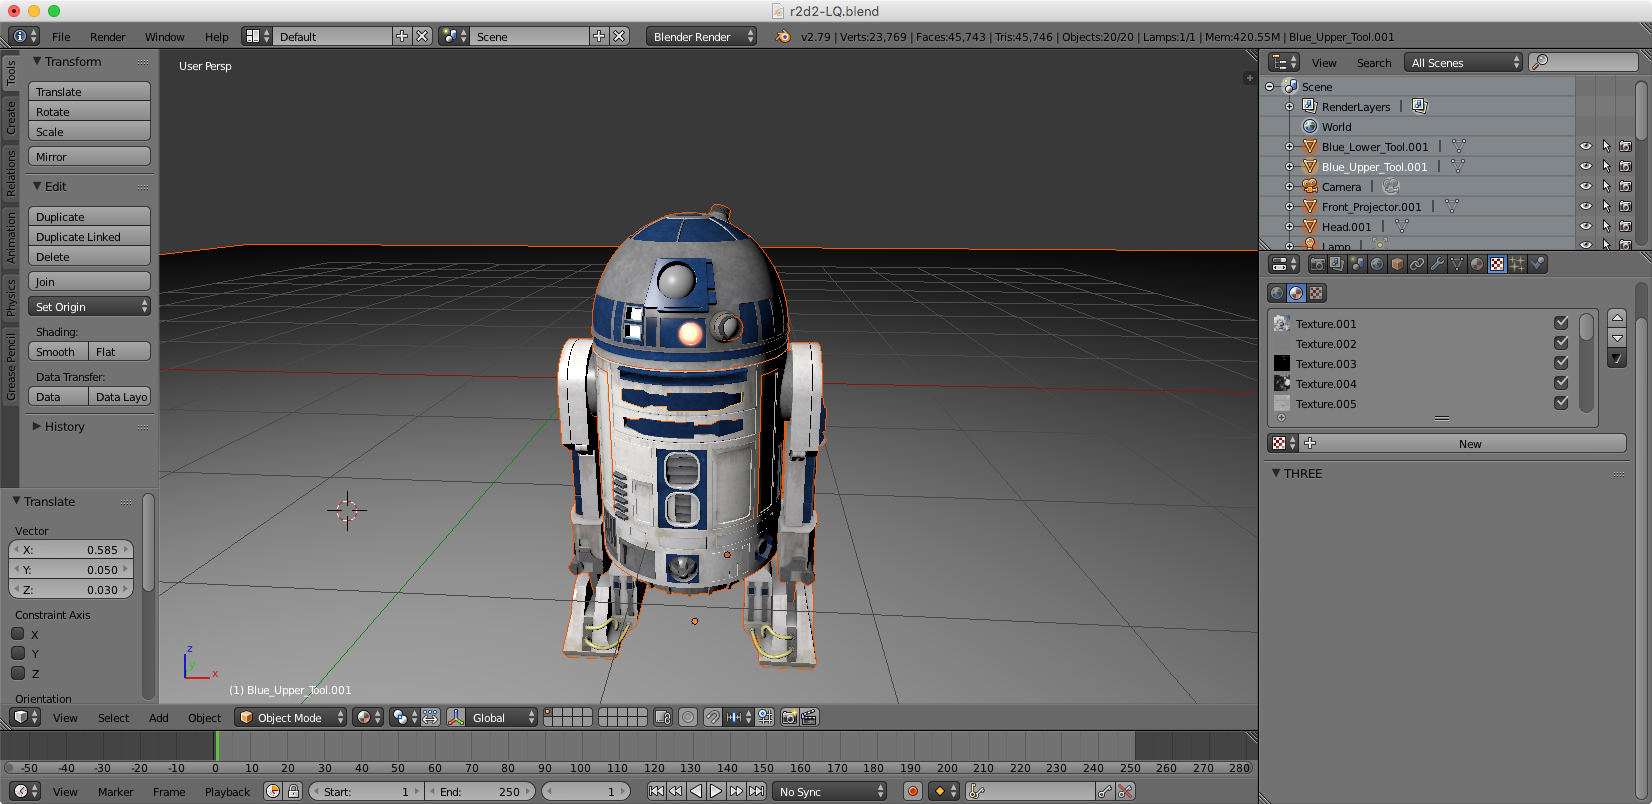 r2d2-LQ.blend
File Render Window Help Default Scene Blender Render v2.79 | Verts:23,769 | Faces:45,743 | Tris:45,746 | Objects:20/20 | Lamps:1/1 | Mem:420.55M | Blue_Upper_Tool.001
Tools
Create
Relations
Animation
Physics
Grease Pencil
Transform
Translate
Rotate
Scale
Mirror
Edit
Duplicate
Duplicate Linked
Delete
Join
Set Origin
Shading:
Smooth Flat
Data Transfer:
Data Data Layo
History
Translate
Vector
X: 0.585
Y: 0.050
Z: 0.030
Constraint Axis
X
Y
Z
Orientation
User Persp
z
y
x
(1) Blue_Upper_Tool.001
View Select Add Object Object Mode Global
-50 -40 -30 -20 -10 0 10 20 30 40 50 60 70 80 90 100 110 120 130 140 150 160 170 180 190 200 210 220 230 240 250 260 270 280
View Marker Frame Playback Start: 1 End: 250 1 No Sync
View Search All Scenes
Scene
RenderLayers |
World
Blue_Lower_Tool.001 |
Blue_Upper_Tool.001 |
Camera |
Front_Projector.001 |
Head.001 |
Lamp |
Texture.001
Texture.002
Texture.003
Texture.004
Texture.005
New
THREE